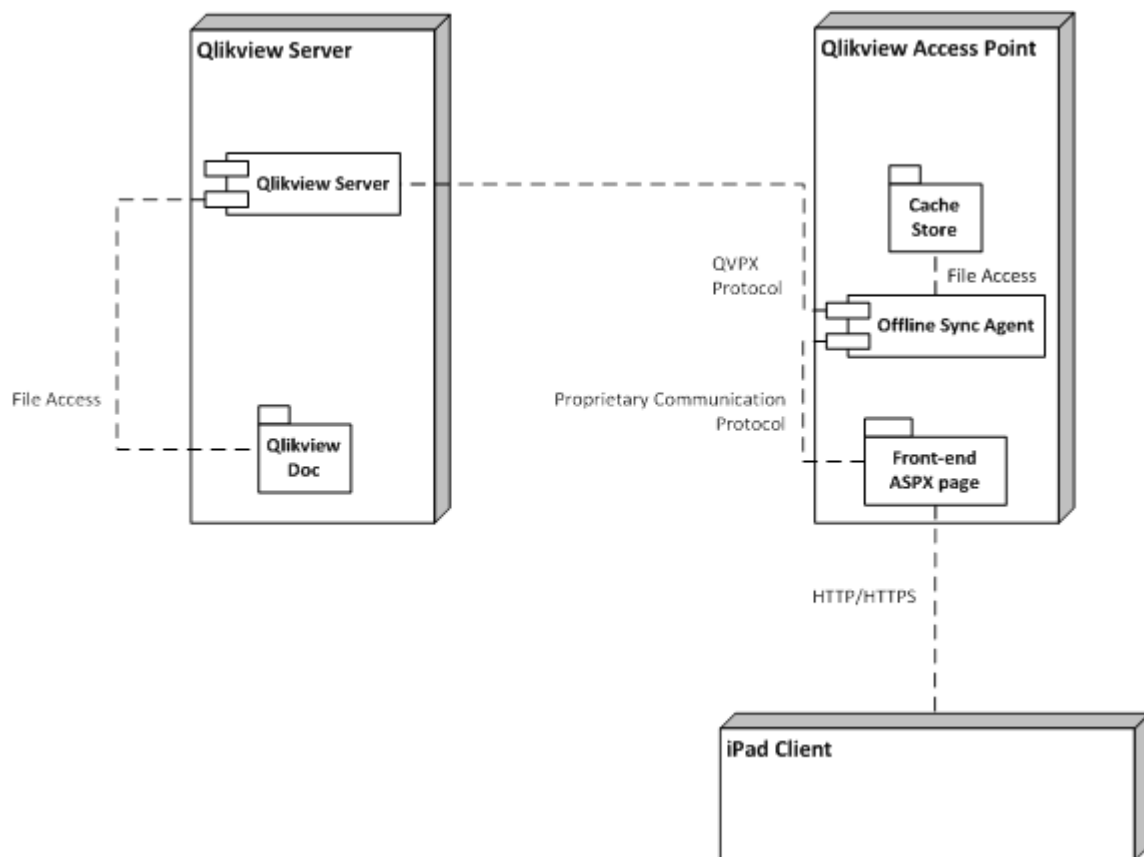 Qlikview Server
Qlikview Access Point
Qlikview Server
Cache
Store
QVPX
Protocol
File Access
Offline Sync Agent
File Access
Proprietary Communication
Protocol
Qlikview
Doc
Front-end
ASPX page
HTTP/HTTPS
iPad Client